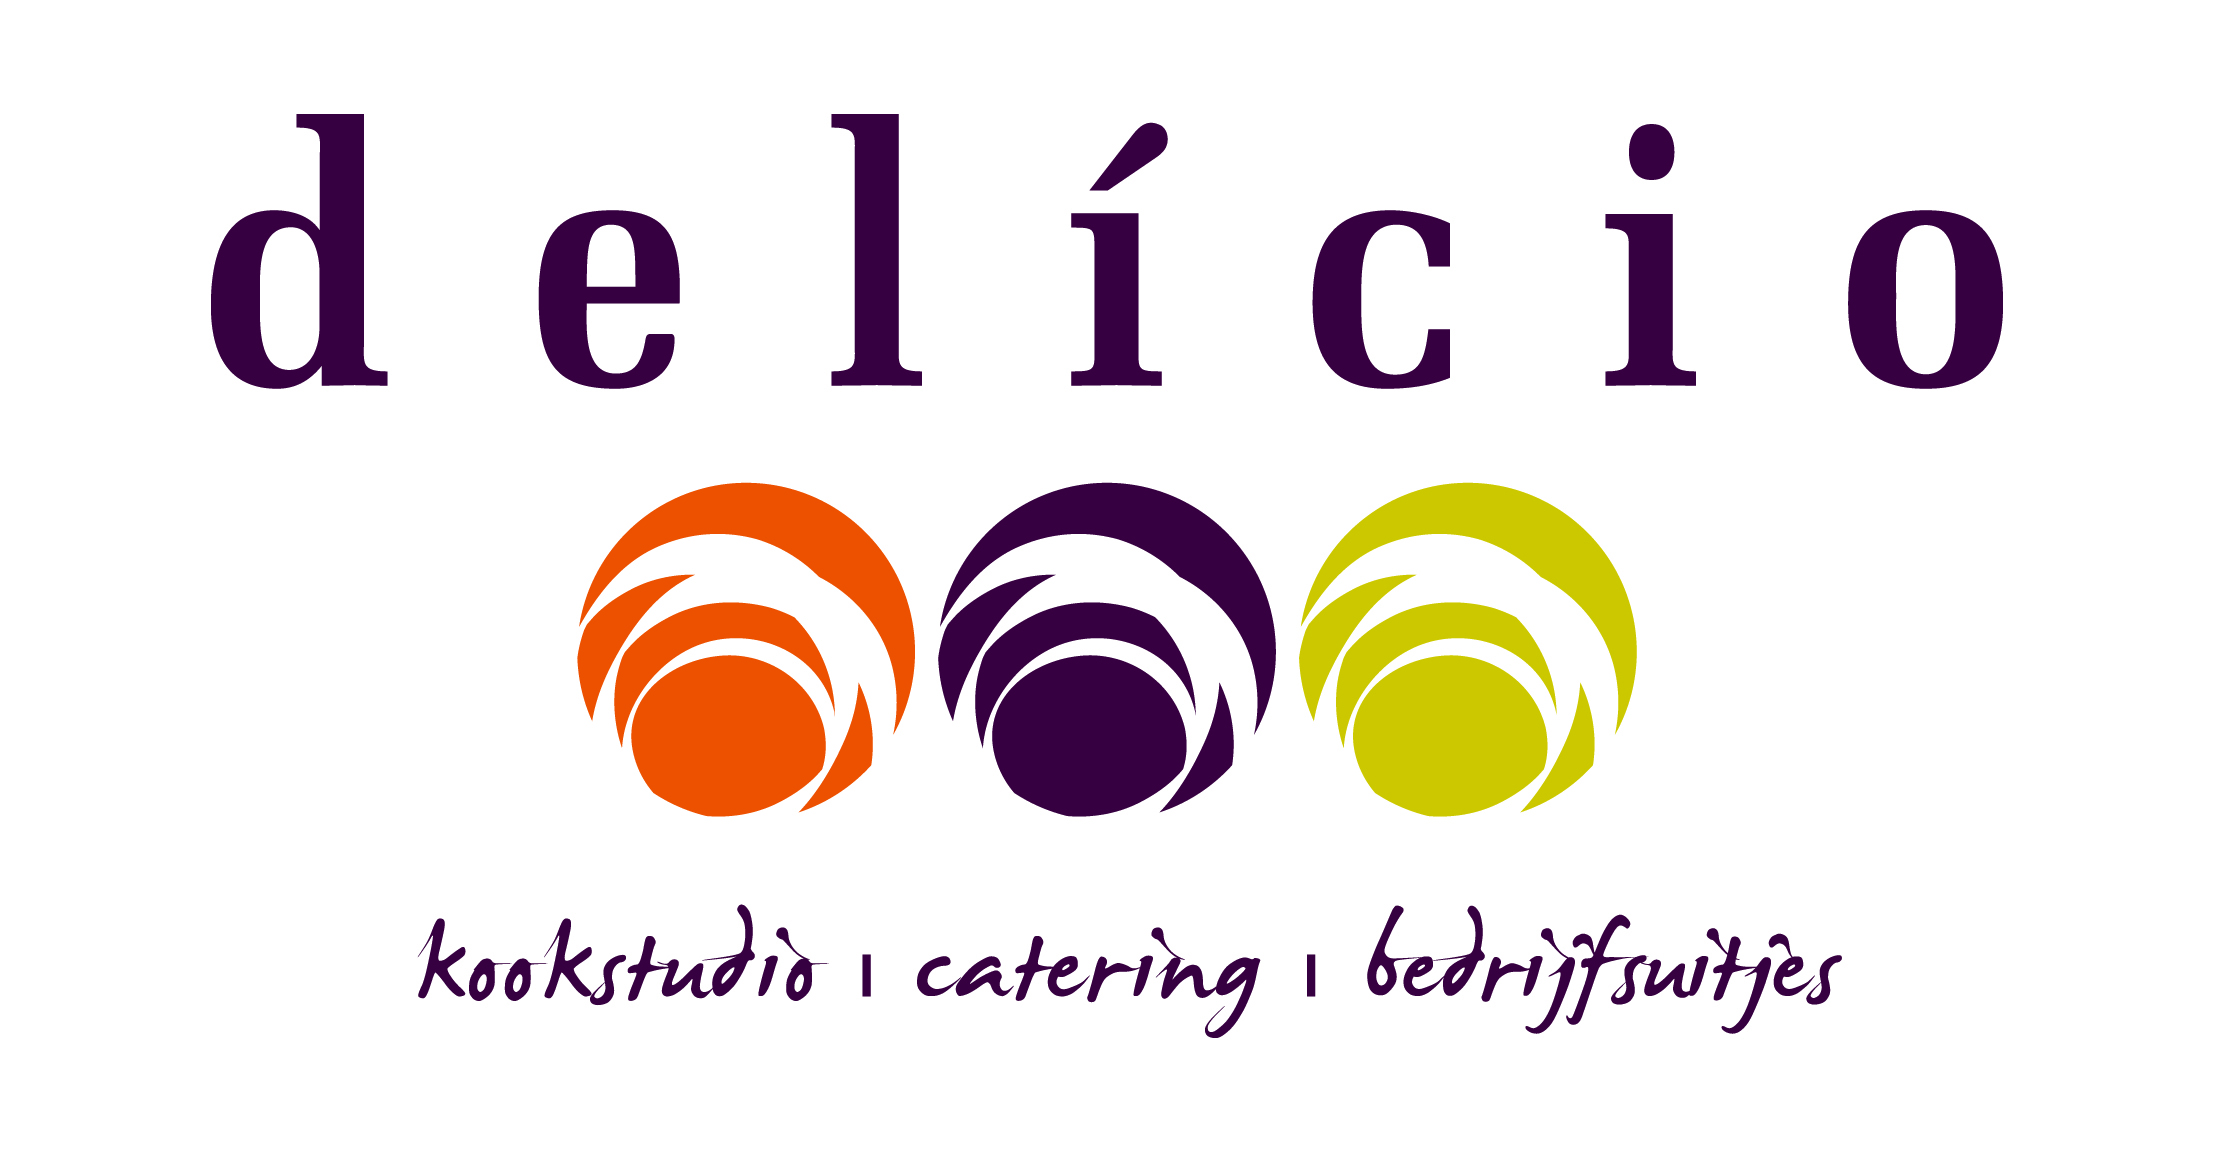 delício
kookstudio | catering | bedrijfsuitjes